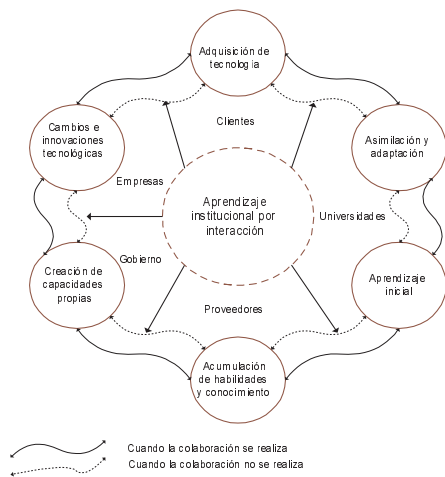 Adquisición de
tecnología
Cambios e
innovaciones
tecnológicas
Clientes
Asimilación y
adaptación
Empresas
Aprendizaje
institucional por
interacción
Universidades
Gobierno
Creación de
capacidades
propias
Aprendizaje
inicial
Proveedores
Acumulación
de habilidades
y conocimiento
Cuando la colaboración se realiza
Cuando la colaboración no se realiza